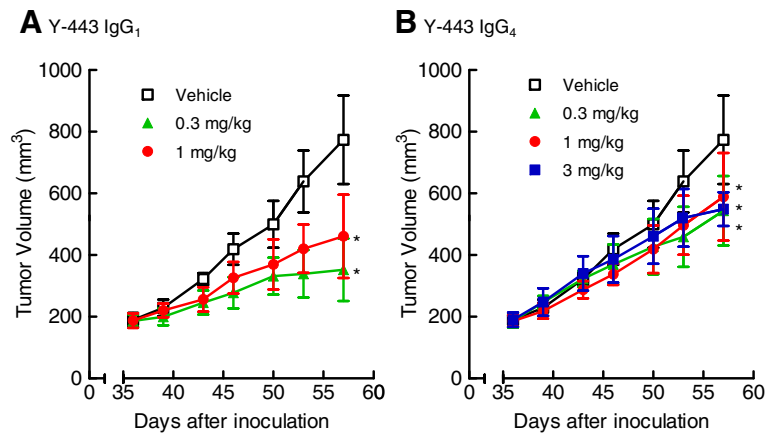 A Y-443 IgG1
Tumor Volume (mm3)
1000
800
600
400
200
0
Vehicle
0.3 mg/kg
1 mg/kg
*
*
0 35 40 45 50 55 60
Days after inoculation
B Y-443 IgG4
Tumor Volume (mm3)
1000
800
600
400
200
0
Vehicle
0.3 mg/kg
1 mg/kg
3 mg/kg
*
*
*
0 35 40 45 50 55 60
Days after inoculation